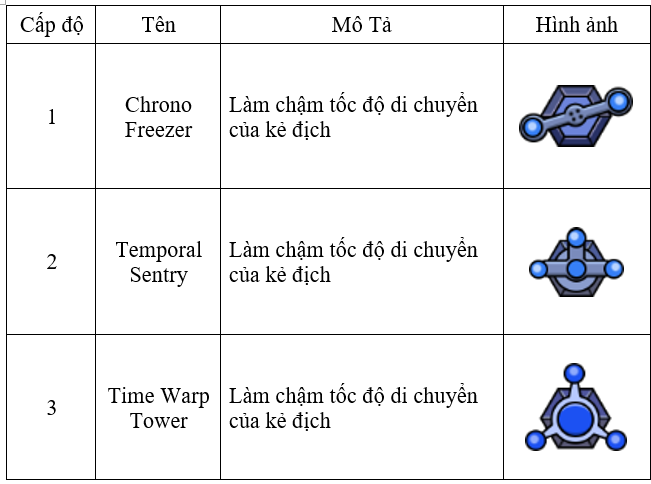 Cấp độ Tên Mô Tả Hình ảnh
1 Chrono Freezer Làm chậm tốc độ di chuyển của kẻ địch
2 Temporal Sentry Làm chậm tốc độ di chuyển của kẻ địch
3 Time Warp Tower Làm chậm tốc độ di chuyển của kẻ địch